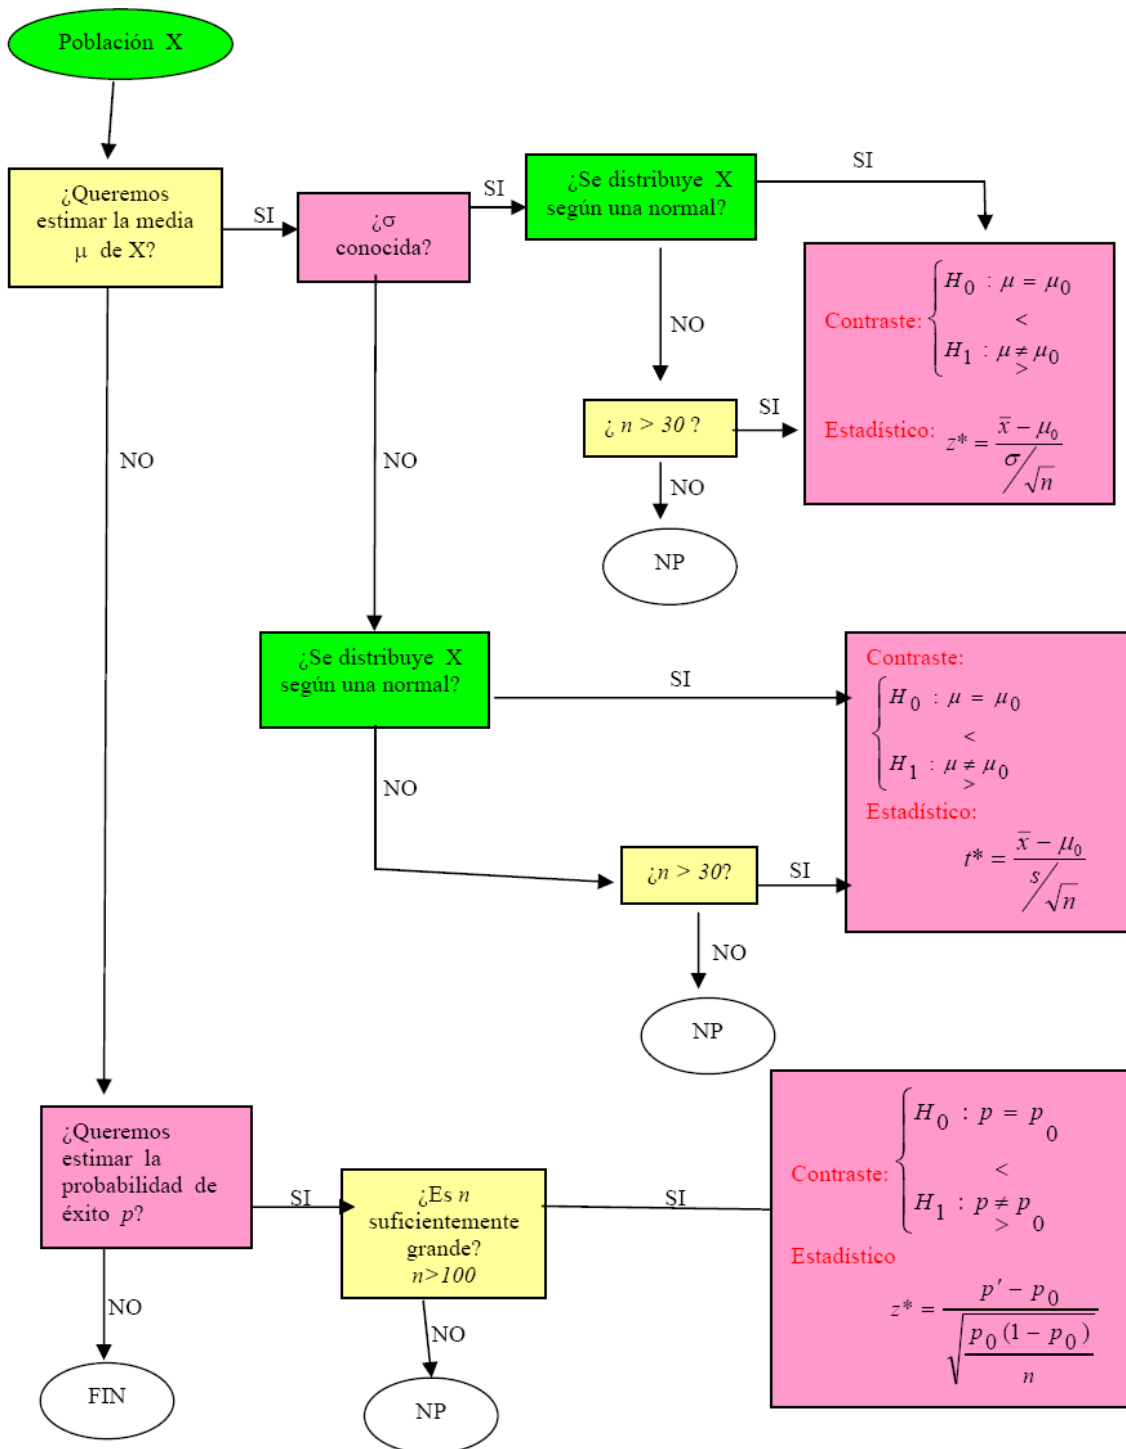 Población X
¿Queremos
estimar la media
μ de X?
SI
¿σ
conocida?
SI
¿Se distribuye X
según una normal?
SI
NO
¿ n > 30 ?
SI
NO
NP
Contraste:
H0 : μ = μ0
<
H1 : μ ≠ μ0
>
Estadístico: z* = (x̄ − μ0) / (σ/√n)
NO
NO
¿Se distribuye X
según una normal?
SI
NO
¿n > 30?
SI
NO
NP
Contraste:
H0 : μ = μ0
<
H1 : μ ≠ μ0
>
Estadístico:
t* = (x̄ − μ0) / (s/√n)
¿Queremos
estimar la
probabilidad de
éxito p?
SI
¿Es n
suficientemente
grande?
n>100
SI
NO
FIN
NO
NP
Contraste:
H0 : p = p0
<
H1 : p ≠ p0
>
Estadístico
z* = (p′ − p0) / √(p0 (1 − p0) / n)